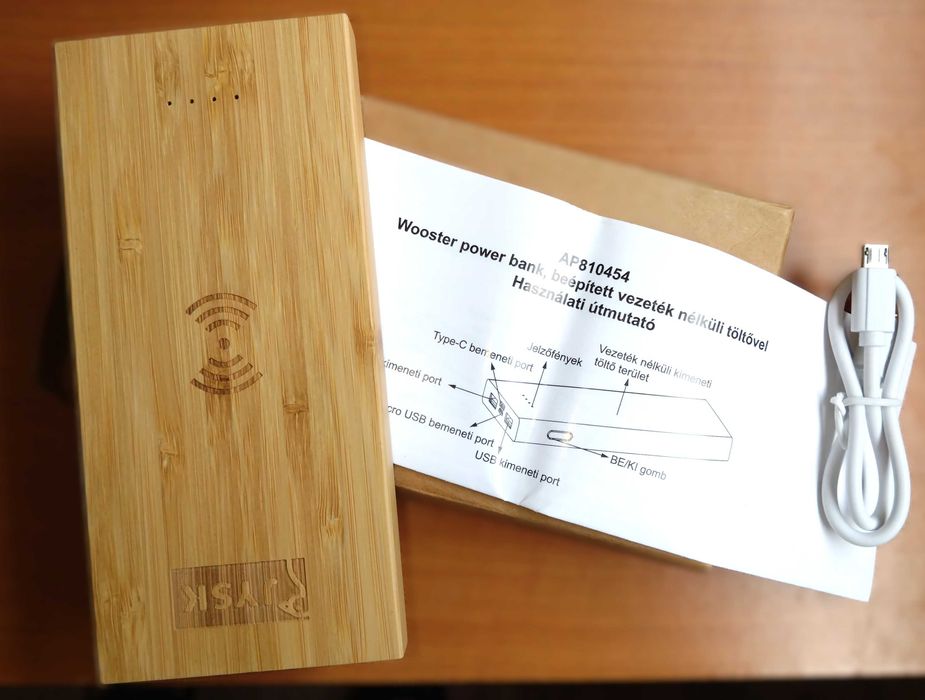 AP810454
Wooster power bank, beépített vezeték nélküli töltővel
Használati útmutató
Type-C bemeneti port
Jelzőfények
Vezeték nélküli kimeneti
töltő terület
kimeneti port
cro USB bemeneti port
USB kimeneti port
BE/KI gomb
JYSK